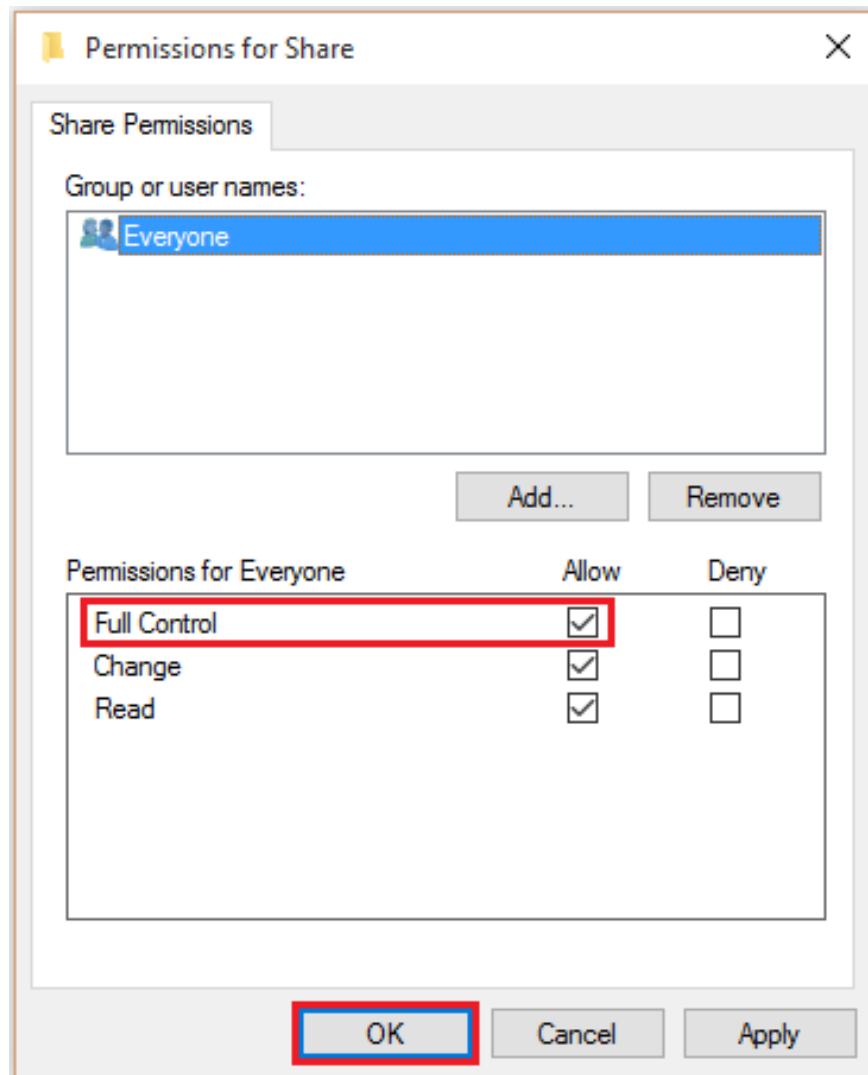 Permissions for Share
Share Permissions
Group or user names:
Everyone
Add... Remove
Permissions for Everyone Allow Deny
Full Control
Change
Read
OK Cancel Apply